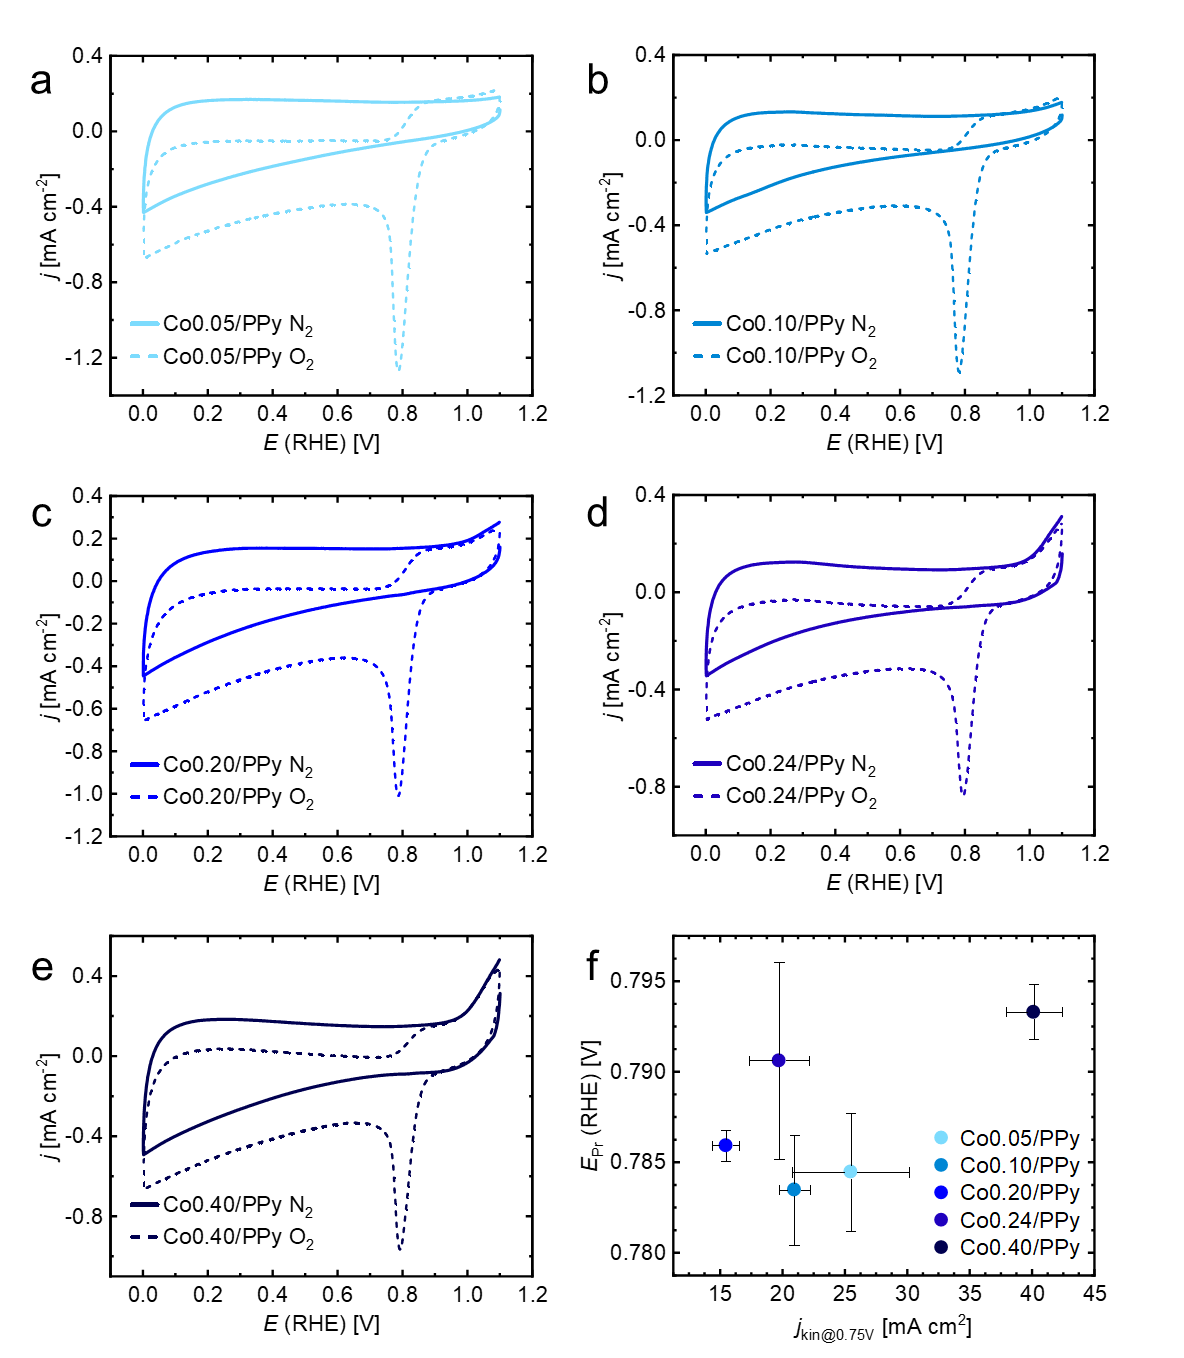 a
0.4
0.0
-0.4
-0.8
-1.2
j [mA cm-2]
Co0.05/PPy N2
Co0.05/PPy O2
0.0 0.2 0.4 0.6 0.8 1.0 1.2
E (RHE) [V]
b
0.4
0.0
-0.4
-0.8
-1.2
j [mA cm-2]
Co0.10/PPy N2
Co0.10/PPy O2
0.0 0.2 0.4 0.6 0.8 1.0 1.2
E (RHE) [V]
c
0.4
0.2
0.0
-0.2
-0.4
-0.6
-0.8
-1.0
-1.2
j [mA cm-2]
Co0.20/PPy N2
Co0.20/PPy O2
0.0 0.2 0.4 0.6 0.8 1.0 1.2
E (RHE) [V]
d
0.4
0.0
-0.4
-0.8
j [mA cm-2]
Co0.24/PPy N2
Co0.24/PPy O2
0.0 0.2 0.4 0.6 0.8 1.0 1.2
E (RHE) [V]
e
0.4
0.0
-0.4
-0.8
j [mA cm-2]
Co0.40/PPy N2
Co0.40/PPy O2
0.0 0.2 0.4 0.6 0.8 1.0 1.2
E (RHE) [V]
f
0.795
0.790
0.785
0.780
EPr (RHE) [V]
Co0.05/PPy
Co0.10/PPy
Co0.20/PPy
Co0.24/PPy
Co0.40/PPy
15 20 25 30 35 40 45
jkin@0.75V [mA cm2]